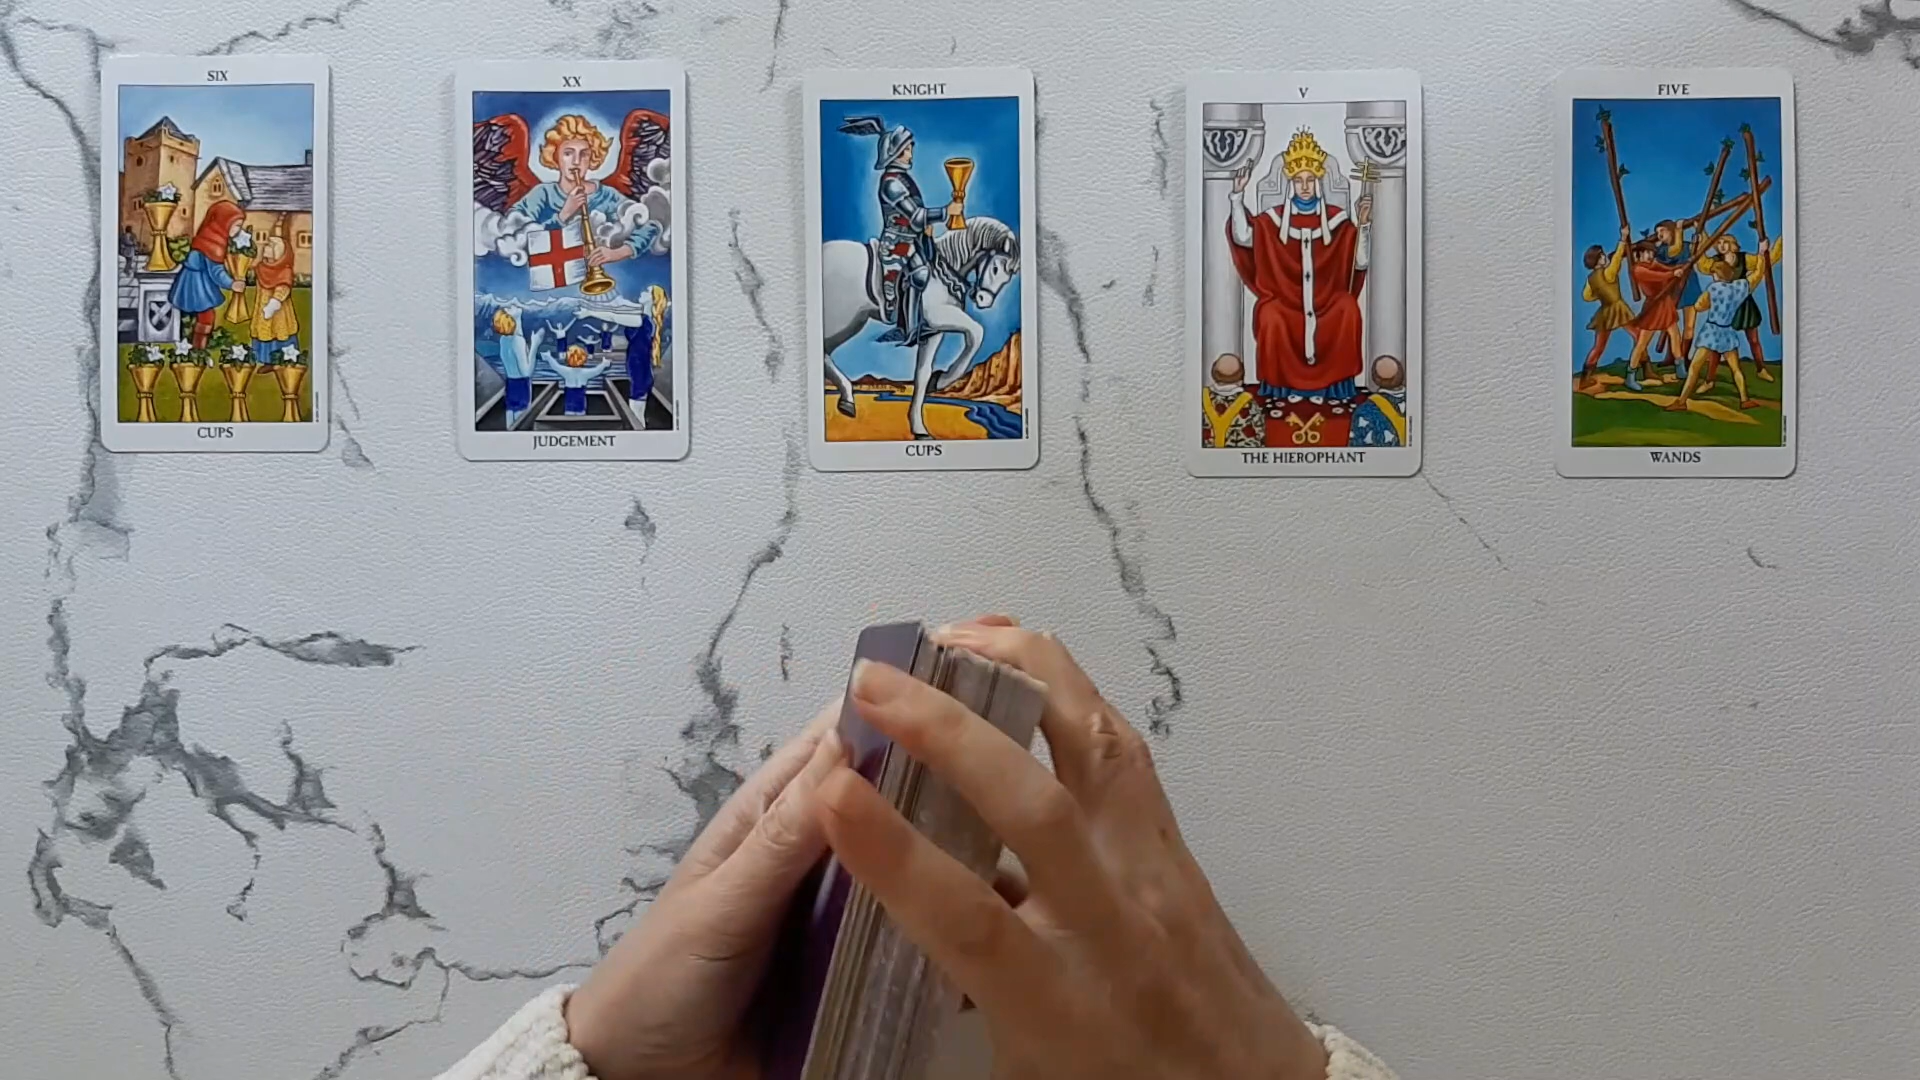 SIX
CUPS
XX
JUDGEMENT
KNIGHT
CUPS
V
THE HIEROPHANT
FIVE
WANDS